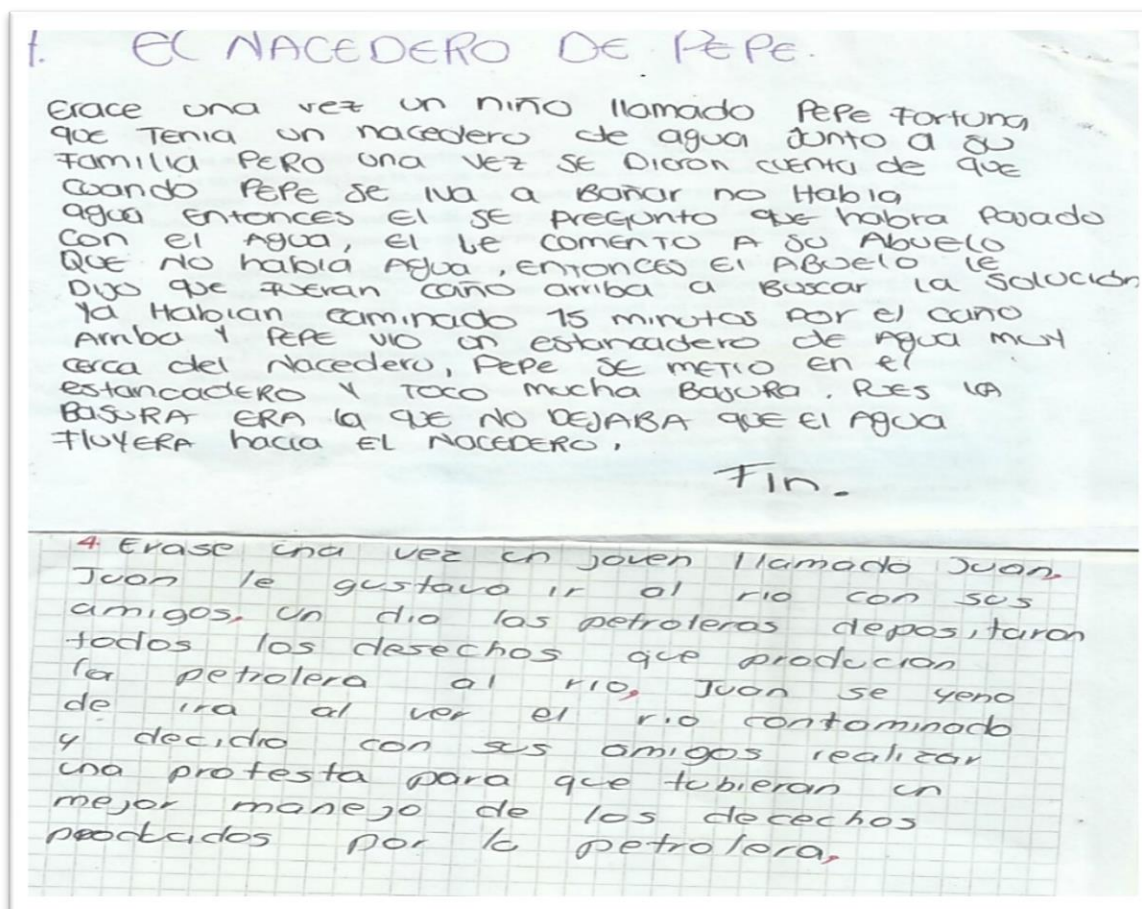 1. EL NACEDERO DE PEPE.
Erace una vez un niño llamado PEPE Fortuna
que Tenia un nacedero de agua Junto a su
Familia PERO una vez SE Dieron cuenta de que
cuando PEPE Se iva a Bañar no Habia
agua entonces El SE Pregunto que habra Pasado
con el Agua, El Le comento A su Abuelo
Que No habia Agua, entonces El Abuelo le
Dijo que fueran caño arriba a Buscar La Solución
Ya Habian caminado 15 minutos por el caño
Arriba Y PEPE vio un estancadero de Agua muy
cerca del Nacedero, Pepe SE METIO En el
estancadERO Y TOCO mucha BasURA. Pues LA
BASURA ERA la que NO DEJABA que El Agua
FluyERA hacia EL NACEDERO.
Fin.
4. Erase una vez un joven llamado Juan,
Juan le gustava ir al rio con sus
amigos, un dia las petroleras depositaron
todos los desechos que producian
la petrolera al rio, Juan se yeno
de ira al ver el rio contaminado
y decidio con sus amigos realizar
una protesta para que tubieran un
mejor manejo de los decechos
por la petrolera,